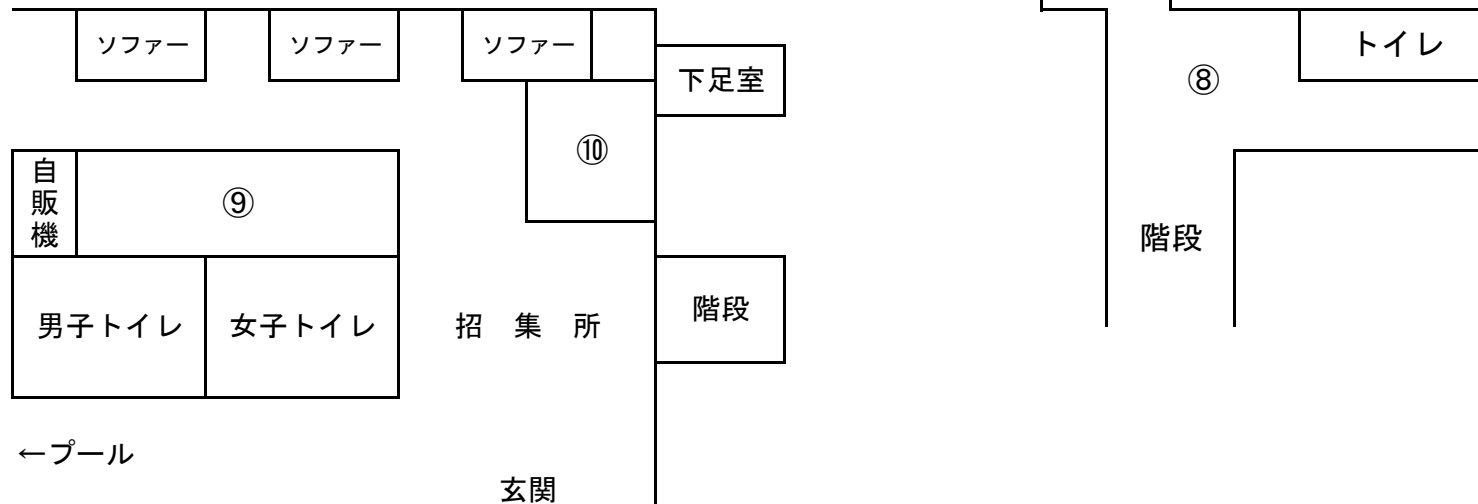 ソファー
ソファー
ソファー
下足室
⑩
自販機
⑨
男子トイレ
女子トイレ
招 集 所
階段
←プール
玄関
トイレ
⑧
階段